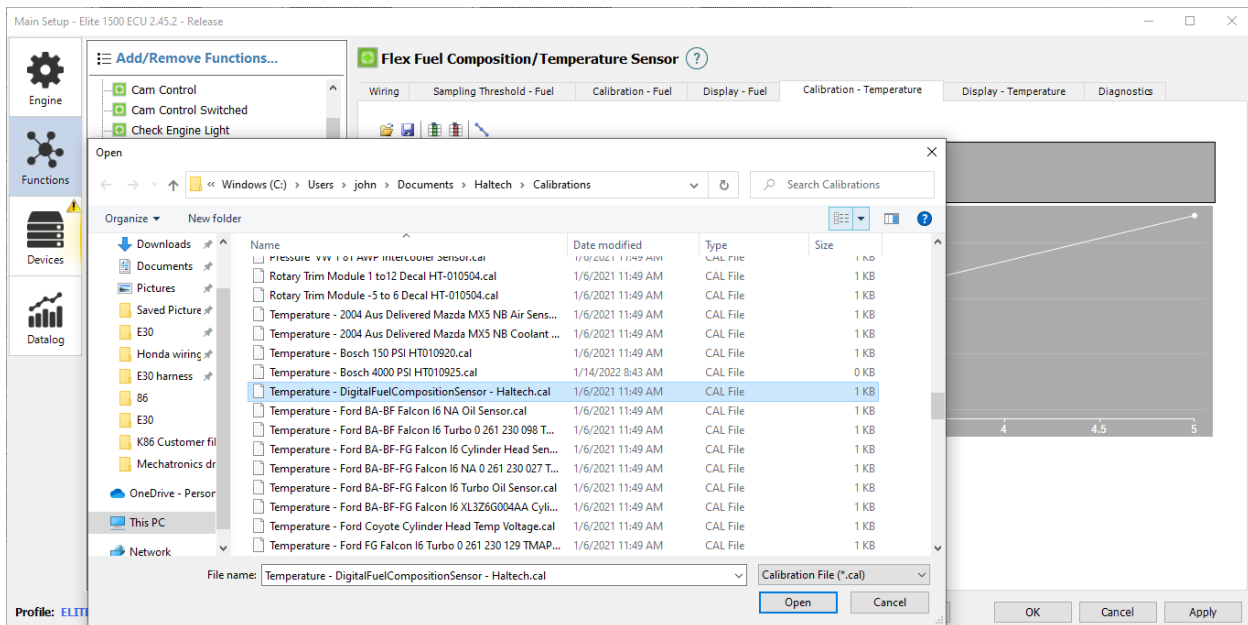 Main Setup - Elite 1500 ECU 2.45.2 - Release
Engine
Functions
Devices
Datalog
Add/Remove Functions...
Cam Control
Cam Control Switched
Check Engine Light
Flex Fuel Composition/Temperature Sensor ?
Wiring Sampling Threshold - Fuel Calibration - Fuel Display - Fuel Calibration - Temperature Display - Temperature Diagnostics
Open
« Windows (C:) › Users › john › Documents › Haltech › Calibrations
Search Calibrations
Organize New folder ?
Downloads
Documents
Pictures
Saved Picture
E30
Honda wiring
E30 harness
86
E30
K86 Customer fil
Mechatronics dr
OneDrive - Person
This PC
Network
Name Date modified Type Size
Pressure VW 1 8T AWP Intercooler Sensor.cal 1/6/2021 11:49 AM CAL File 1 KB
Rotary Trim Module 1 to12 Decal HT-010504.cal 1/6/2021 11:49 AM CAL File 1 KB
Rotary Trim Module -5 to 6 Decal HT-010504.cal 1/6/2021 11:49 AM CAL File 1 KB
Temperature - 2004 Aus Delivered Mazda MX5 NB Air Sens... 1/6/2021 11:49 AM CAL File 1 KB
Temperature - 2004 Aus Delivered Mazda MX5 NB Coolant ... 1/6/2021 11:49 AM CAL File 1 KB
Temperature - Bosch 150 PSI HT010920.cal 1/6/2021 11:49 AM CAL File 1 KB
Temperature - Bosch 4000 PSI HT010925.cal 1/14/2022 8:43 AM CAL File 0 KB
Temperature - DigitalFuelCompositionSensor - Haltech.cal 1/6/2021 11:49 AM CAL File 1 KB
Temperature - Ford BA-BF Falcon I6 NA Oil Sensor.cal 1/6/2021 11:49 AM CAL File 1 KB
Temperature - Ford BA-BF Falcon I6 Turbo 0 261 230 098 T... 1/6/2021 11:49 AM CAL File 1 KB
Temperature - Ford BA-BF-FG Falcon I6 Cylinder Head Sen... 1/6/2021 11:49 AM CAL File 1 KB
Temperature - Ford BA-BF-FG Falcon I6 NA 0 261 230 027 T... 1/6/2021 11:49 AM CAL File 1 KB
Temperature - Ford BA-BF-FG Falcon I6 Turbo Oil Sensor.cal 1/6/2021 11:49 AM CAL File 1 KB
Temperature - Ford BA-BF-FG Falcon I6 XL3Z6G004AA Cyli... 1/6/2021 11:49 AM CAL File 1 KB
Temperature - Ford Coyote Cylinder Head Temp Voltage.cal 1/6/2021 11:49 AM CAL File 1 KB
Temperature - Ford FG Falcon I6 Turbo 0 261 230 129 TMAP... 1/6/2021 11:49 AM CAL File 1 KB
4 4.5 5
File name: Temperature - DigitalFuelCompositionSensor - Haltech.cal Calibration File (*.cal)
Open Cancel
Profile: ELIT
OK Cancel Apply